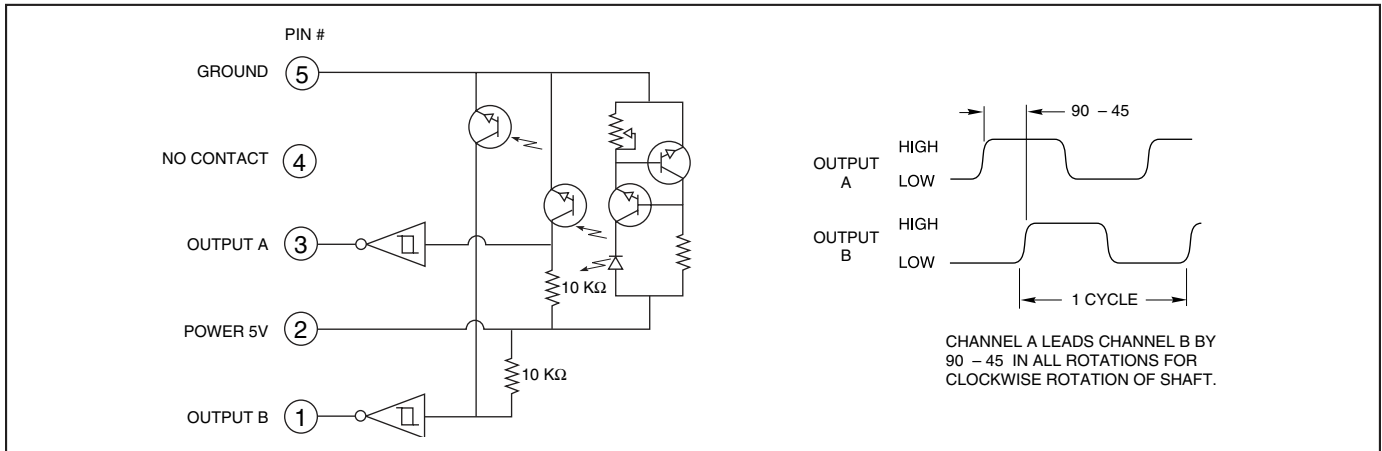 PIN #
GROUND 5
NO CONTACT 4
OUTPUT A 3
POWER 5V 2
OUTPUT B 1
10 KΩ
10 KΩ
90 – 45
OUTPUT A
HIGH
LOW
OUTPUT B
HIGH
LOW
1 CYCLE
CHANNEL A LEADS CHANNEL B BY
90 – 45 IN ALL ROTATIONS FOR
CLOCKWISE ROTATION OF SHAFT.